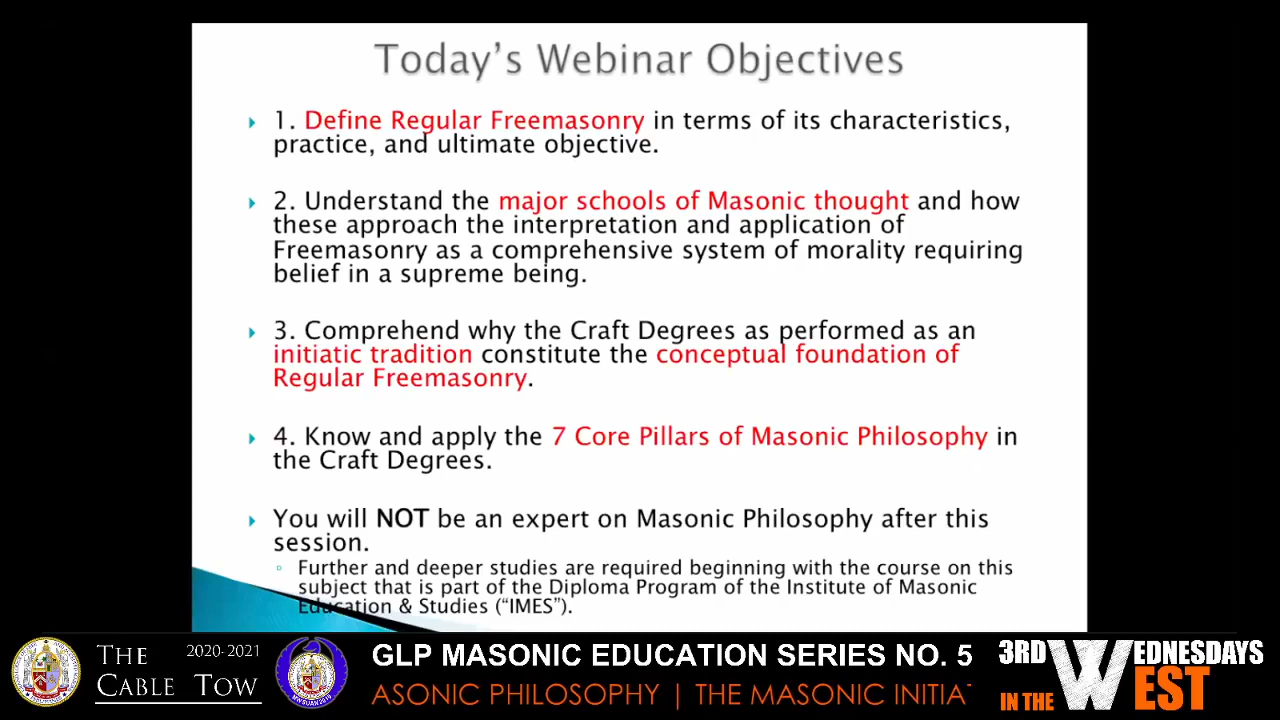 Today's Webinar Objectives
1. Define Regular Freemasonry in terms of its characteristics,
practice, and ultimate objective.
2. Understand the major schools of Masonic thought and how
these approach the interpretation and application of
Freemasonry as a comprehensive system of morality requiring
belief in a supreme being.
3. Comprehend why the Craft Degrees as performed as an
initiatic tradition constitute the conceptual foundation of
Regular Freemasonry.
4. Know and apply the 7 Core Pillars of Masonic Philosophy in
the Craft Degrees.
You will NOT be an expert on Masonic Philosophy after this
session.
Further and deeper studies are required beginning with the course on this
subject that is part of the Diploma Program of the Institute of Masonic
Education & Studies ("IMES").
THE 2020-2021
CABLE TOW
GLP MASONIC EDUCATION SERIES NO. 5
ASONIC PHILOSOPHY | THE MASONIC INITIA
3RD WEDNESDAYS
IN THE WEST